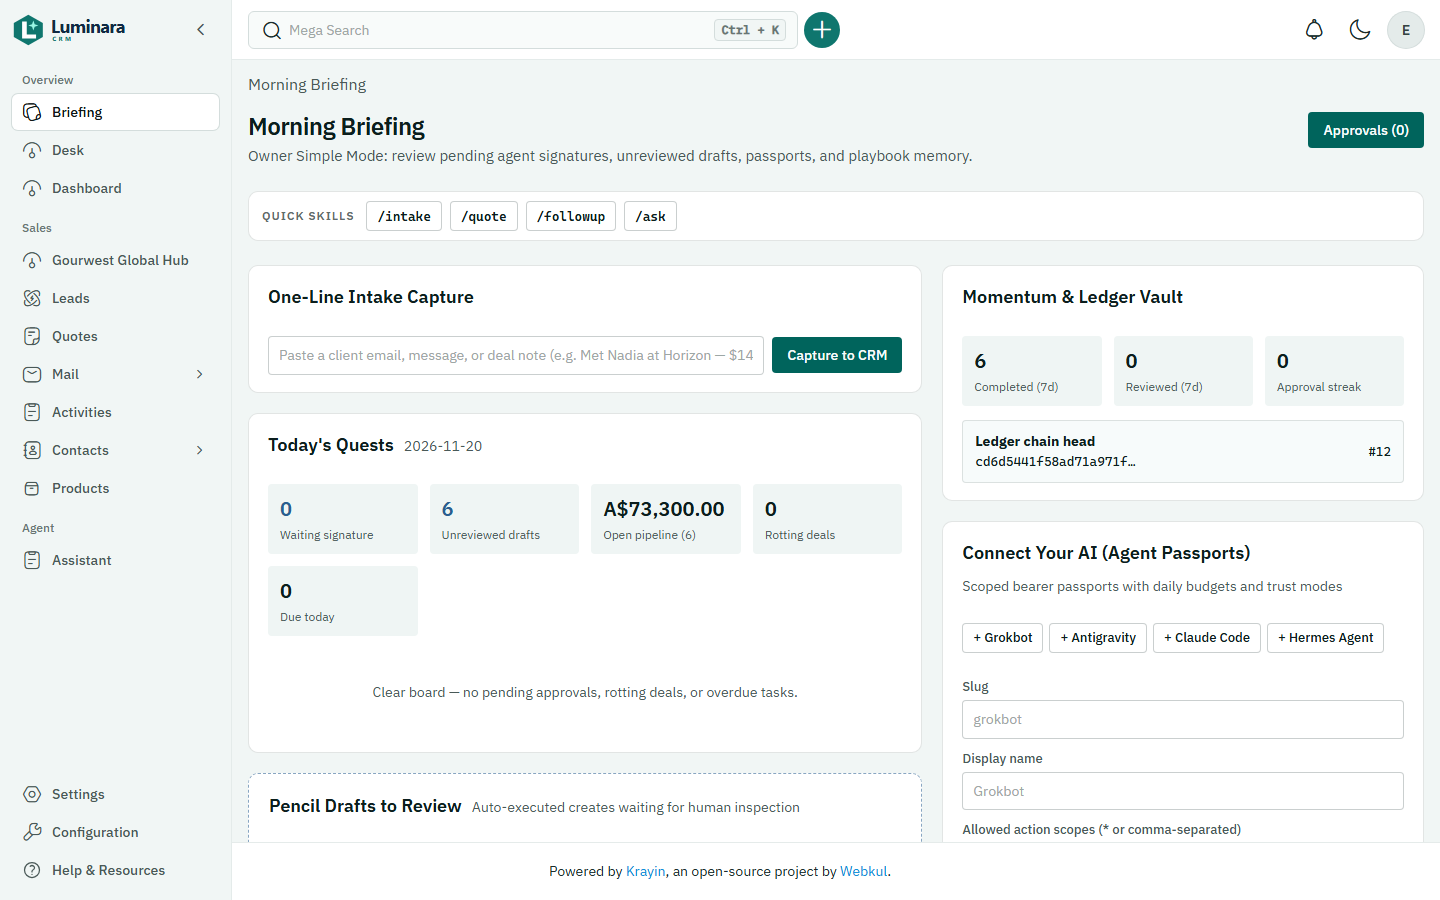 Luminara
CRM
Overview
Briefing
Desk
Dashboard
Sales
Gourwest Global Hub
Leads
Quotes
Mail
Activities
Contacts
Products
Agent
Assistant
Settings
Configuration
Help & Resources
Mega Search
Ctrl + K
E
Morning Briefing
Morning Briefing
Owner Simple Mode: review pending agent signatures, unreviewed drafts, passports, and playbook memory.
Approvals (0)
QUICK SKILLS /intake /quote /followup /ask
One-Line Intake Capture
Paste a client email, message, or deal note (e.g. Met Nadia at Horizon — $14
Capture to CRM
Today's Quests 2026-11-20
0
Waiting signature
6
Unreviewed drafts
A$73,300.00
Open pipeline (6)
0
Rotting deals
0
Due today
Clear board — no pending approvals, rotting deals, or overdue tasks.
Pencil Drafts to Review Auto-executed creates waiting for human inspection
Momentum & Ledger Vault
6
Completed (7d)
0
Reviewed (7d)
0
Approval streak
Ledger chain head
cd6d5441f58ad71a971f…
#12
Connect Your AI (Agent Passports)
Scoped bearer passports with daily budgets and trust modes
+ Grokbot + Antigravity + Claude Code + Hermes Agent
Slug
grokbot
Display name
Grokbot
Allowed action scopes (* or comma-separated)
Powered by Krayin, an open-source project by Webkul.